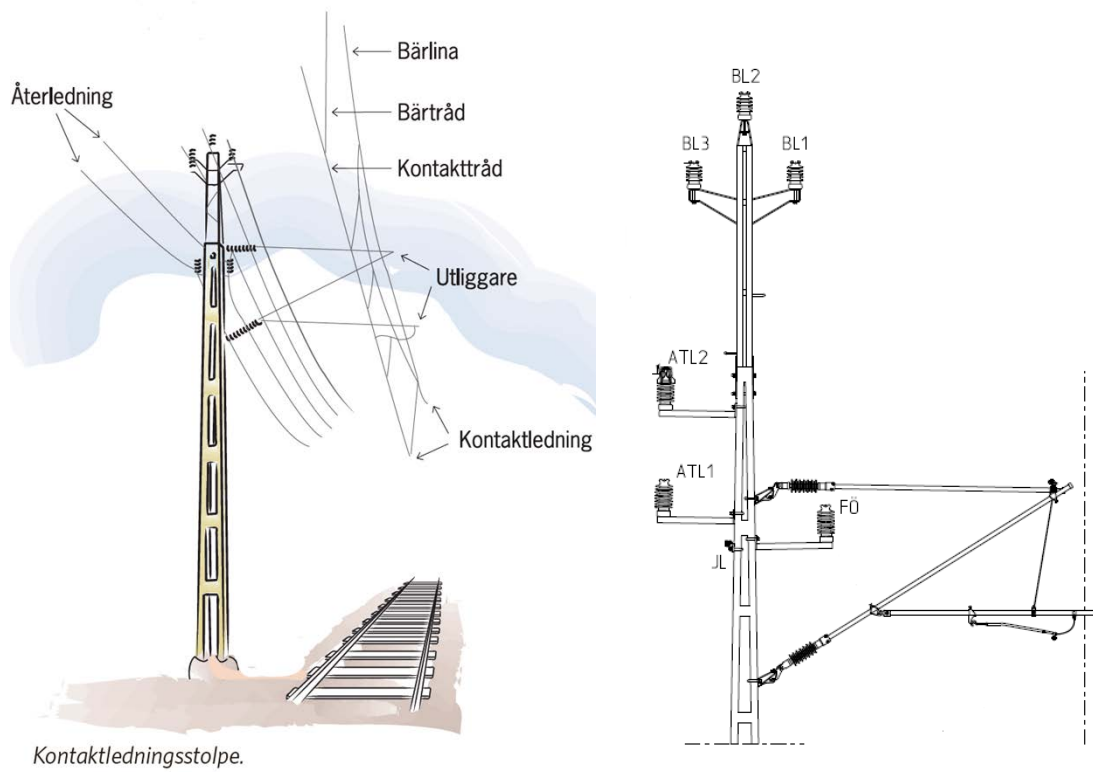 Bärlina
Återledning
Bärtråd
Kontakttråd
Utliggare
Kontaktledning
Kontaktledningsstolpe.
BL2
BL3
BL1
ATL2
ATL1
FÖ
JL